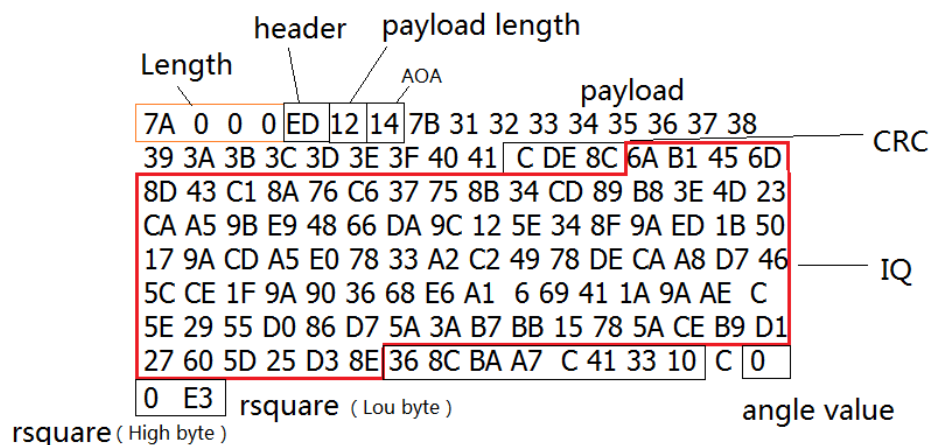 header
payload length
Length
AOA
payload
7A 0 0 0 ED 12 14 7B 31 32 33 34 35 36 37 38
39 3A 3B 3C 3D 3E 3F 40 41 C DE 8C 6A B1 45 6D
CRC
8D 43 C1 8A 76 C6 37 75 8B 34 CD 89 B8 3E 4D 23
CA A5 9B E9 48 66 DA 9C 12 5E 34 8F 9A ED 1B 50
17 9A CD A5 E0 78 33 A2 C2 49 78 DE CA A8 D7 46
IQ
5C CE 1F 9A 90 36 68 E6 A1 6 69 41 1A 9A AE C
5E 29 55 D0 86 D7 5A 3A B7 BB 15 78 5A CE B9 D1
27 60 5D 25 D3 8E 36 8C BA A7 C 41 33 10 C 0
0 E3
rsquare ( Lou byte )
angle value
rsquare ( High byte )